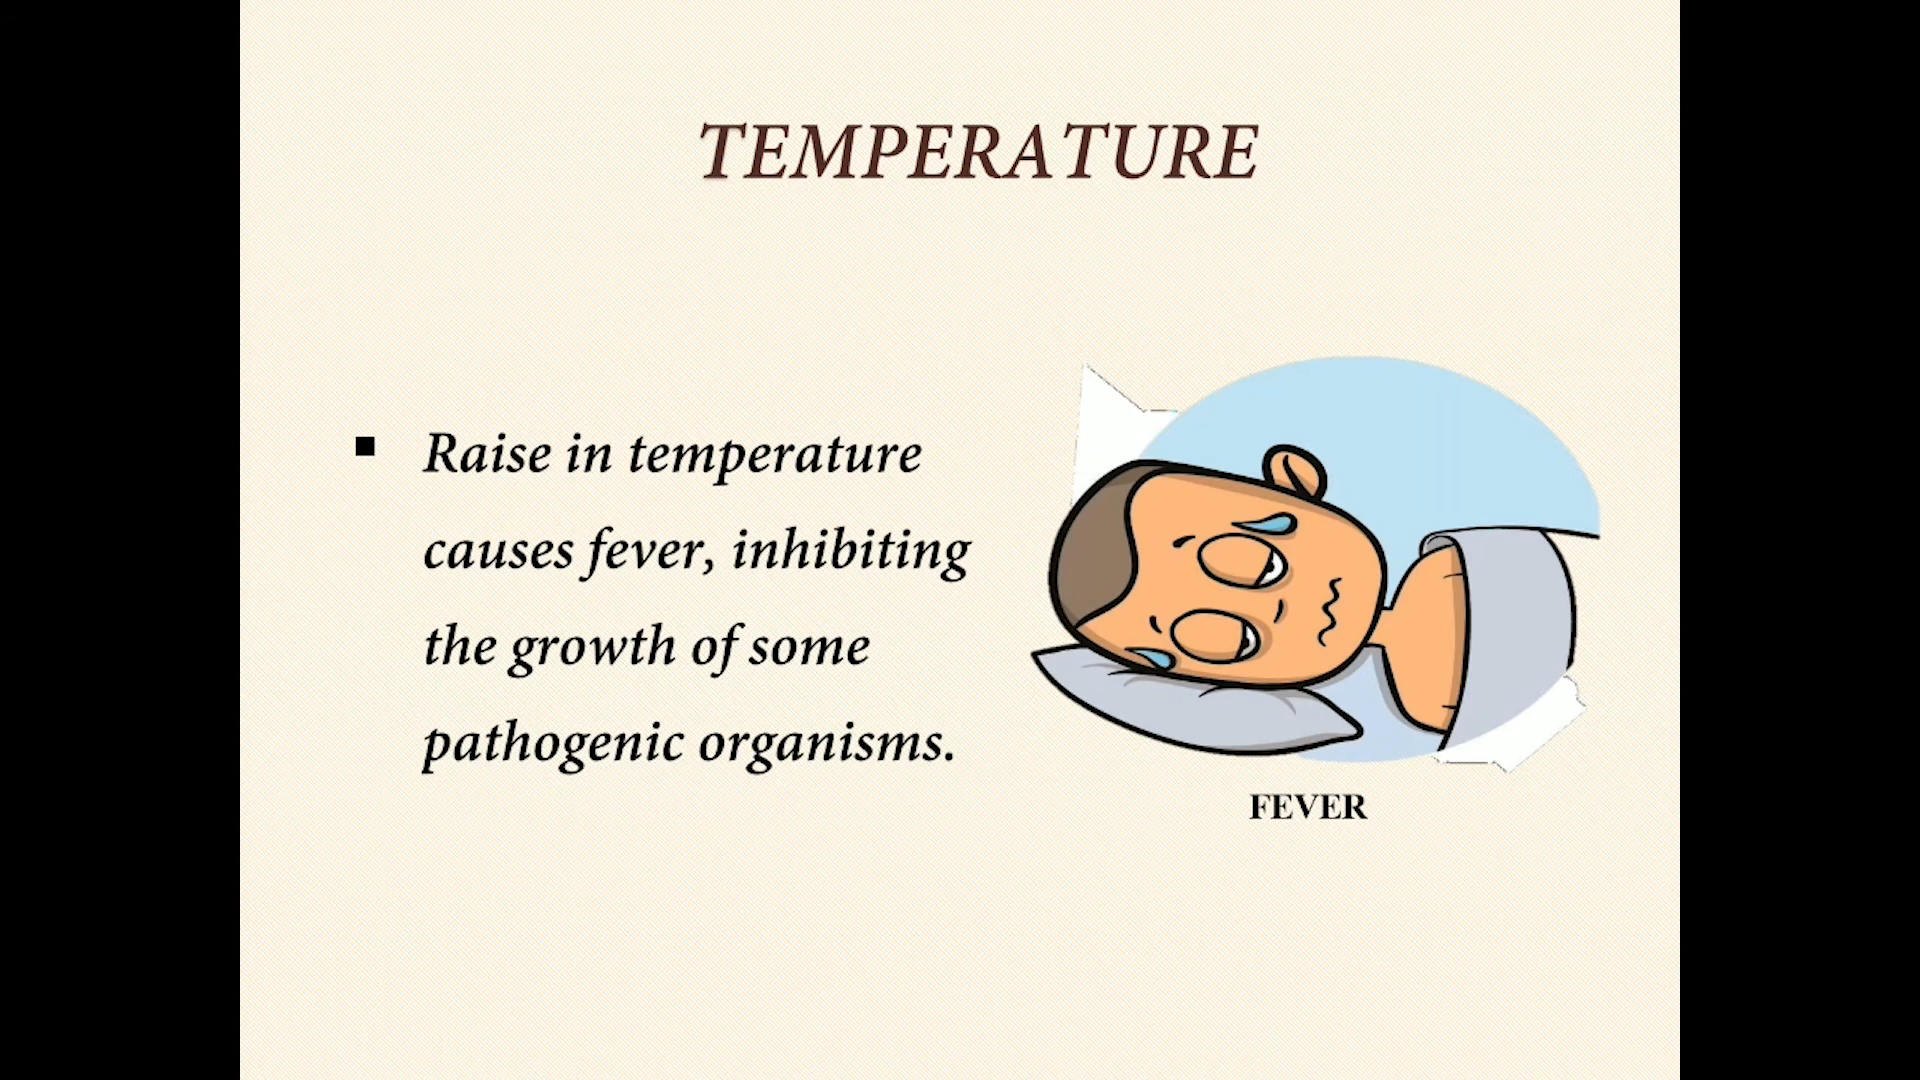 TEMPERATURE
▪ Raise in temperature
causes fever, inhibiting
the growth of some
pathogenic organisms.
FEVER